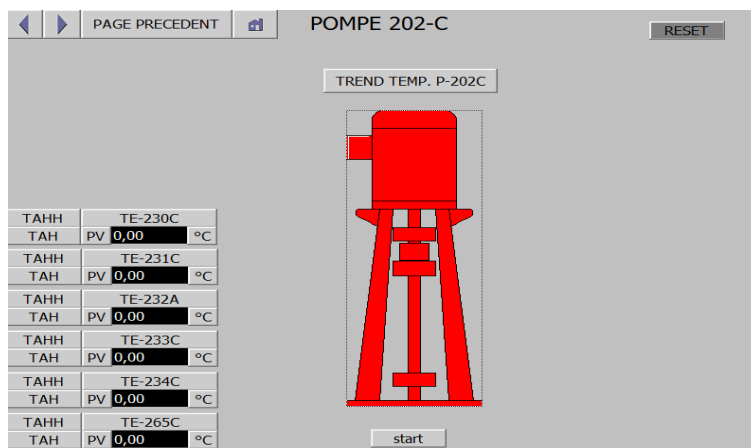 PAGE PRECEDENT POMPE 202-C RESET
TREND TEMP. P-202C
TAHH TE-230C
TAH PV 0,00 °C
TAHH TE-231C
TAH PV 0,00 °C
TAHH TE-232A
TAH PV 0,00 °C
TAHH TE-233C
TAH PV 0,00 °C
TAHH TE-234C
TAH PV 0,00 °C
TAHH TE-265C
TAH PV 0,00 °C
start